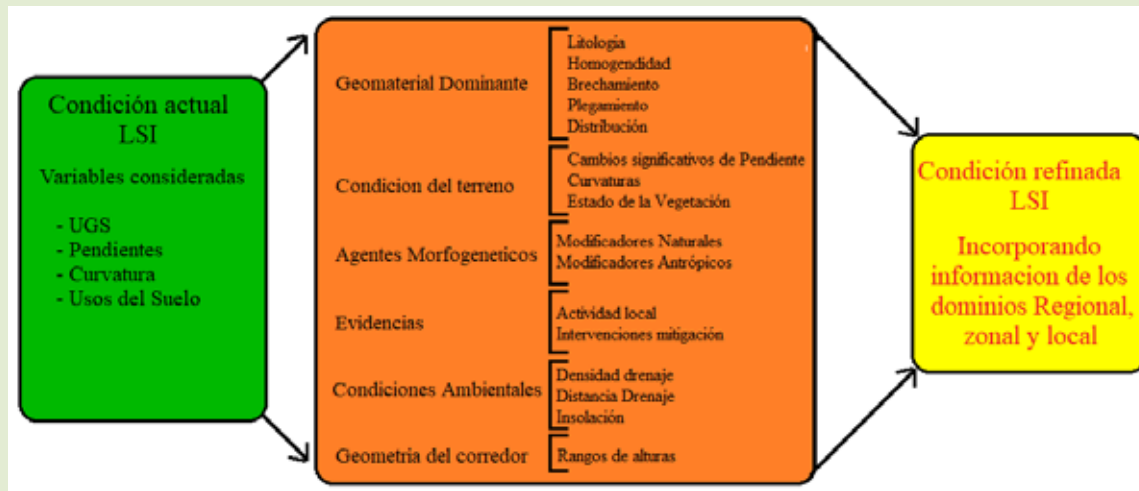 Condición actual
LSI
Variables consideradas
- UGS
- Pendientes
- Curvatura
- Usos del Suelo
Geomaterial Dominante
Litologia
Homogendidad
Brechamiento
Plegamiento
Distribución
Condicion del terreno
Cambios significativos de Pendiente
Curvaturas
Estado de la Vegetación
Agentes Morfogeneticos
Modificadores Naturales
Modificadores Antrópicos
Evidencias
Actividad local
Intervenciones mitigación
Condiciones Ambientales
Densidad drenaje
Distancia Drenaje
Insolación
Geometria del corredor
Rangos de alturas
Condición refinada
LSI
Incorporando
informacion de los
dominios Regional,
zonal y local